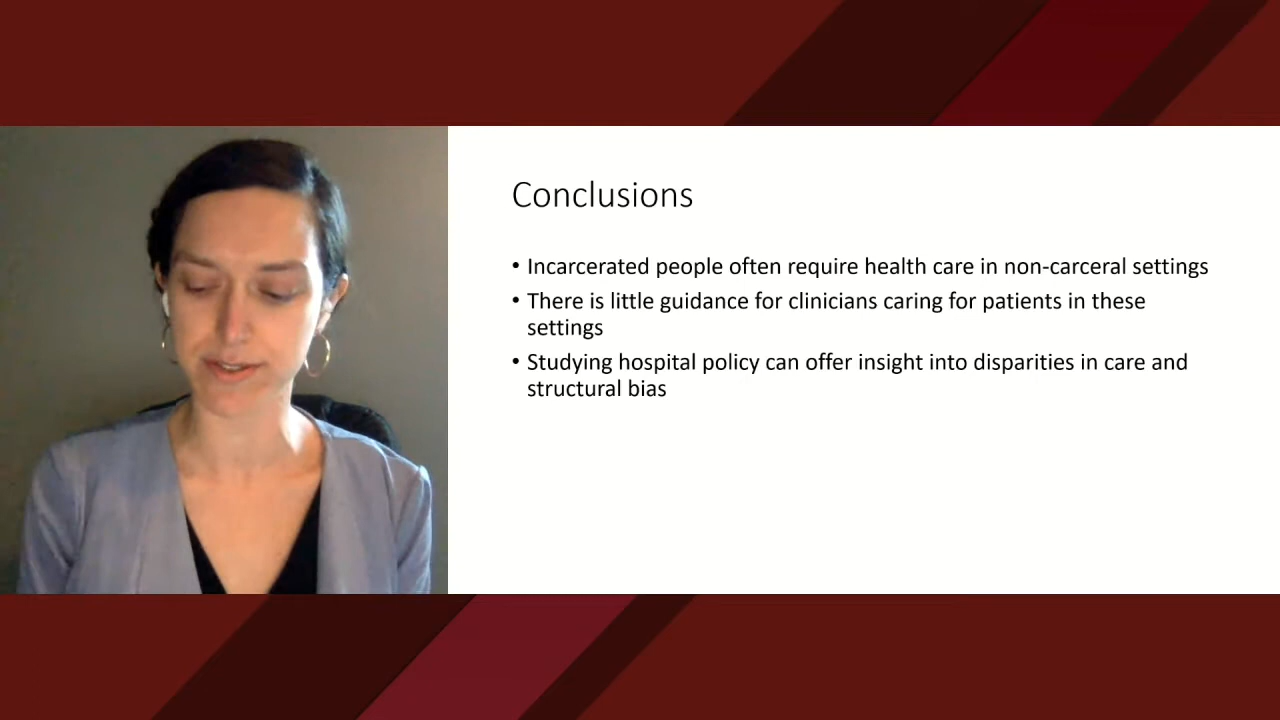 Conclusions
• Incarcerated people often require health care in non-carceral settings
• There is little guidance for clinicians caring for patients in these
settings
• Studying hospital policy can offer insight into disparities in care and
structural bias